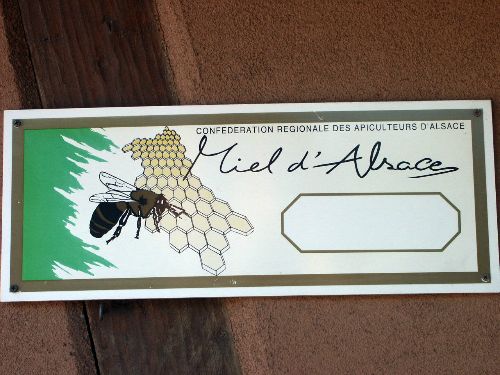 CONFEDERATION REGIONALE DES APICULTEURS D'ALSACE
Miel d'Alsace